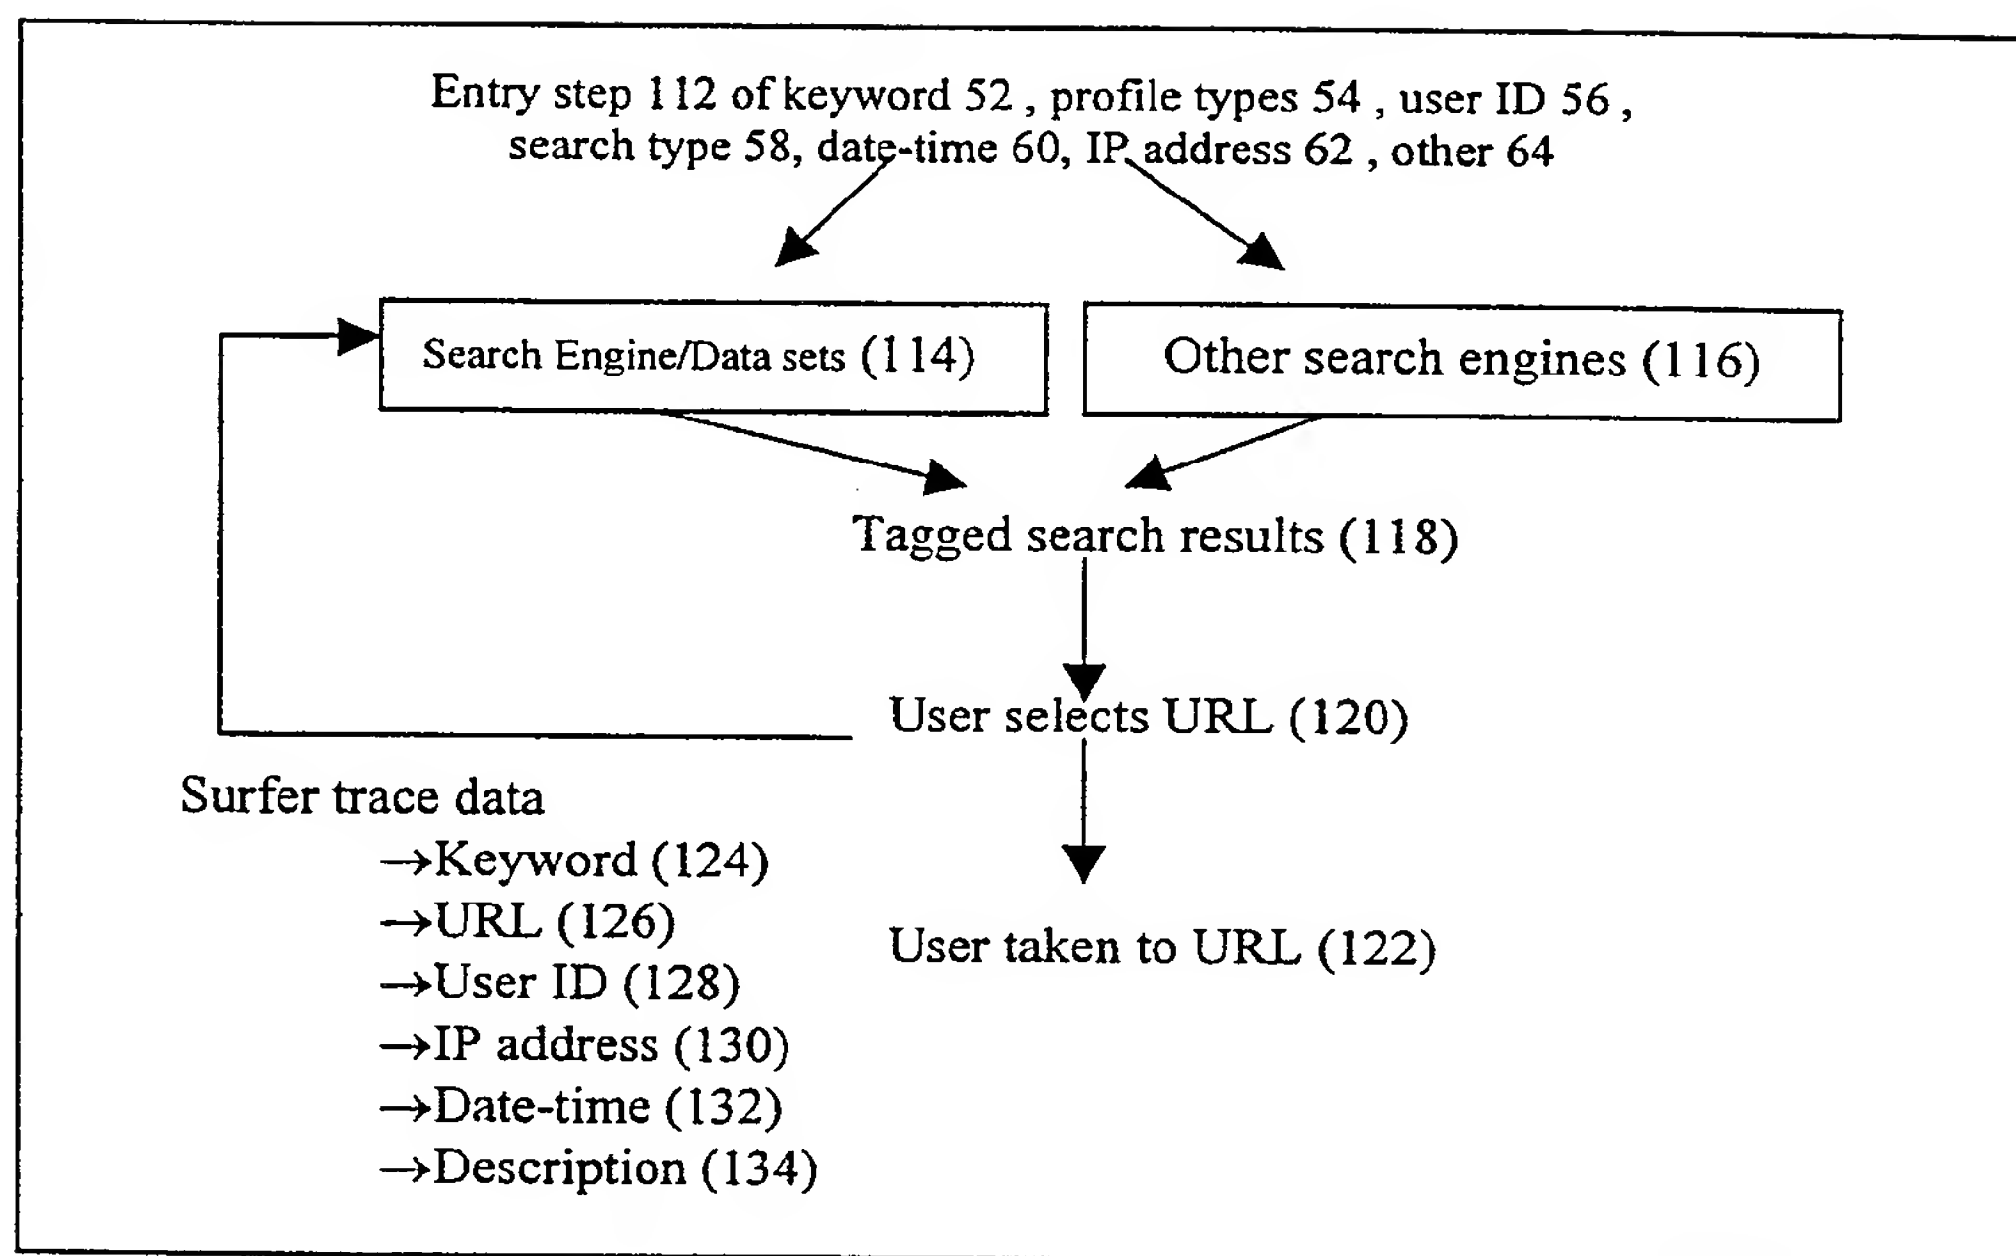 Entry step 112 of keyword 52 , profile types 54 , user ID 56 ,
search type 58, date-time 60, IP address 62 , other 64
Search Engine/Data sets (114)
Other search engines (116)
Tagged search results (118)
User selects URL (120)
Surfer trace data
→Keyword (124)
→URL (126)
→User ID (128)
→IP address (130)
→Date-time (132)
→Description (134)
User taken to URL (122)